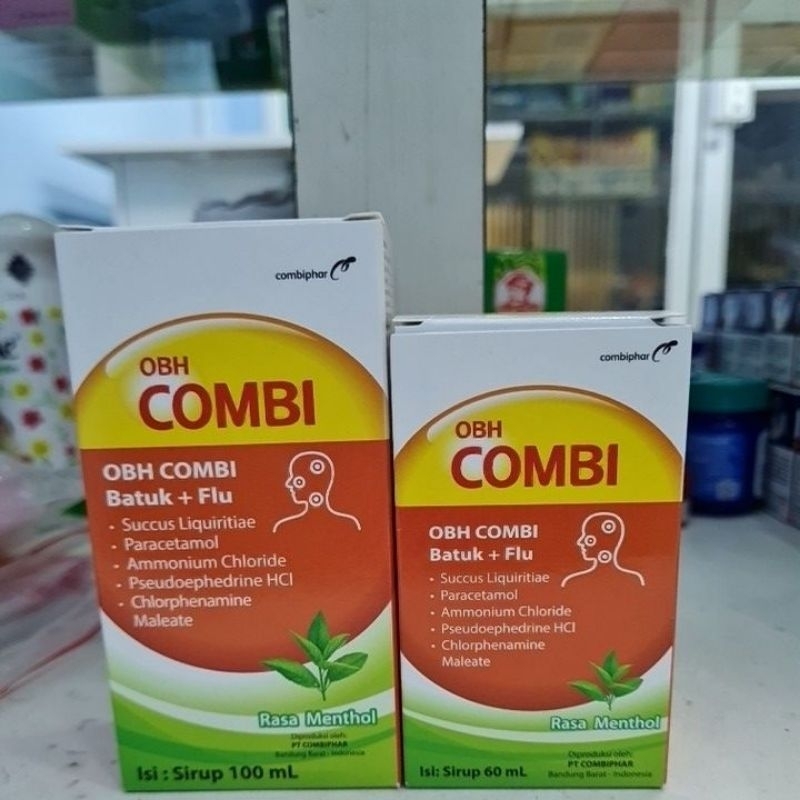 combiphar
OBH
COMBI
OBH COMBI
Batuk + Flu
• Succus Liquiritiae
• Paracetamol
• Ammonium Chloride
• Pseudoephedrine HCl
• Chlorphenamine
Maleate
Rasa Menthol
Diproduksi oleh:
PT COMBIPHAR
Bandung Barat - Indonesia
Isi : Sirup 100 mL
combiphar
OBH
COMBI
OBH COMBI
Batuk + Flu
• Succus Liquiritiae
• Paracetamol
• Ammonium Chloride
• Pseudoephedrine HCl
• Chlorphenamine
Maleate
Rasa Menthol
Diproduksi oleh:
PT COMBIPHAR
Bandung Barat - Indonesia
Isi: Sirup 60 mL